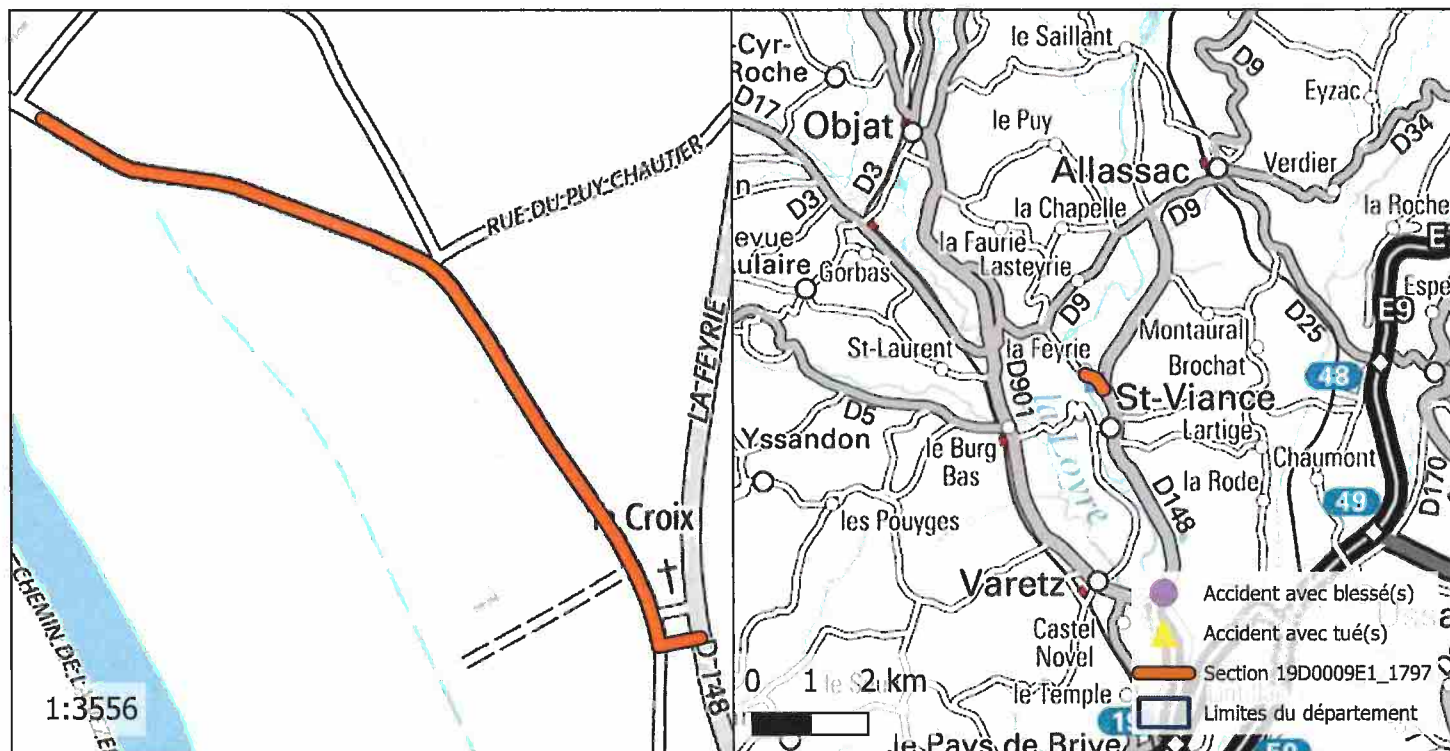 RUE-DU-PUY-CHAUTIER
LA FEYRIE
Croix
D 148
CHEMIN DE
1:3556
-Cyr-
Roche
D17
Objat
D3
D3
le Saillant
D9
Eyzac
le Puy
D34
Allassac
Verdier
la Chapelle
D9
la Roche
la Faurie
Lasteyrie
evue
ulaire
Gorbas
D9
E9
Espe
Montaural
D25
St-Laurent
la Feyrie
Brochat
48
D901
St-Viance
D5
Lartige
Yssandon
le Burg
Bas
Chaumont
la Rode
D170
49
les Pouyges
D148
Varetz
Castel
Novel
le Temple
0 1 2 km
le Pays de Brive
Accident avec blessé(s)
Accident avec tué(s)
Section 19D0009E1_1797
Limites du département